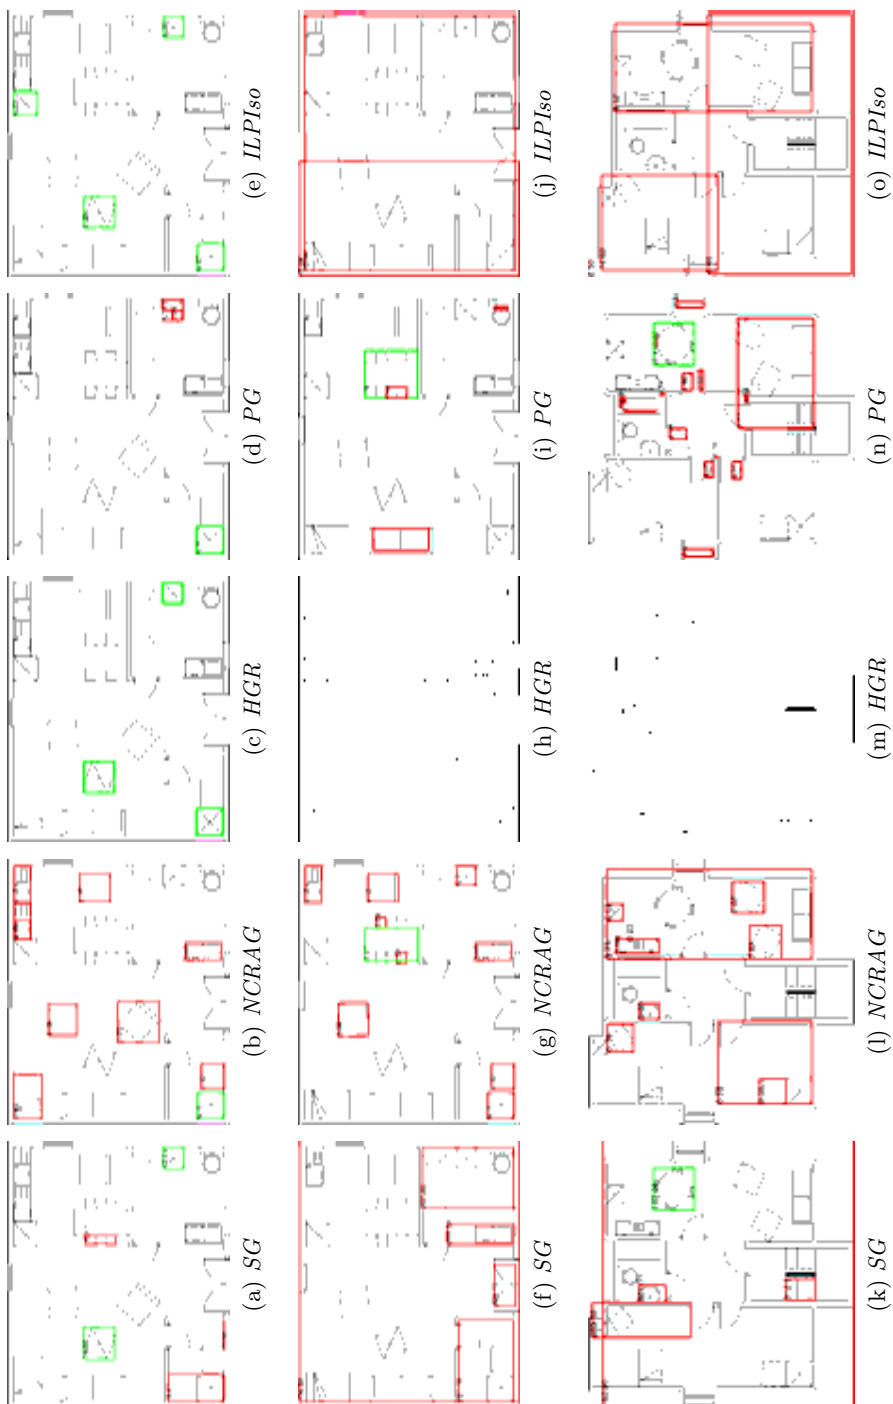 (a) SG
(b) NCRAG
(c) HGR
(d) PG
(e) ILPIso
(f) SG
(g) NCRAG
(h) HGR
(i) PG
(j) ILPIso
(k) SG
(l) NCRAG
(m) HGR
(n) PG
(o) ILPIso